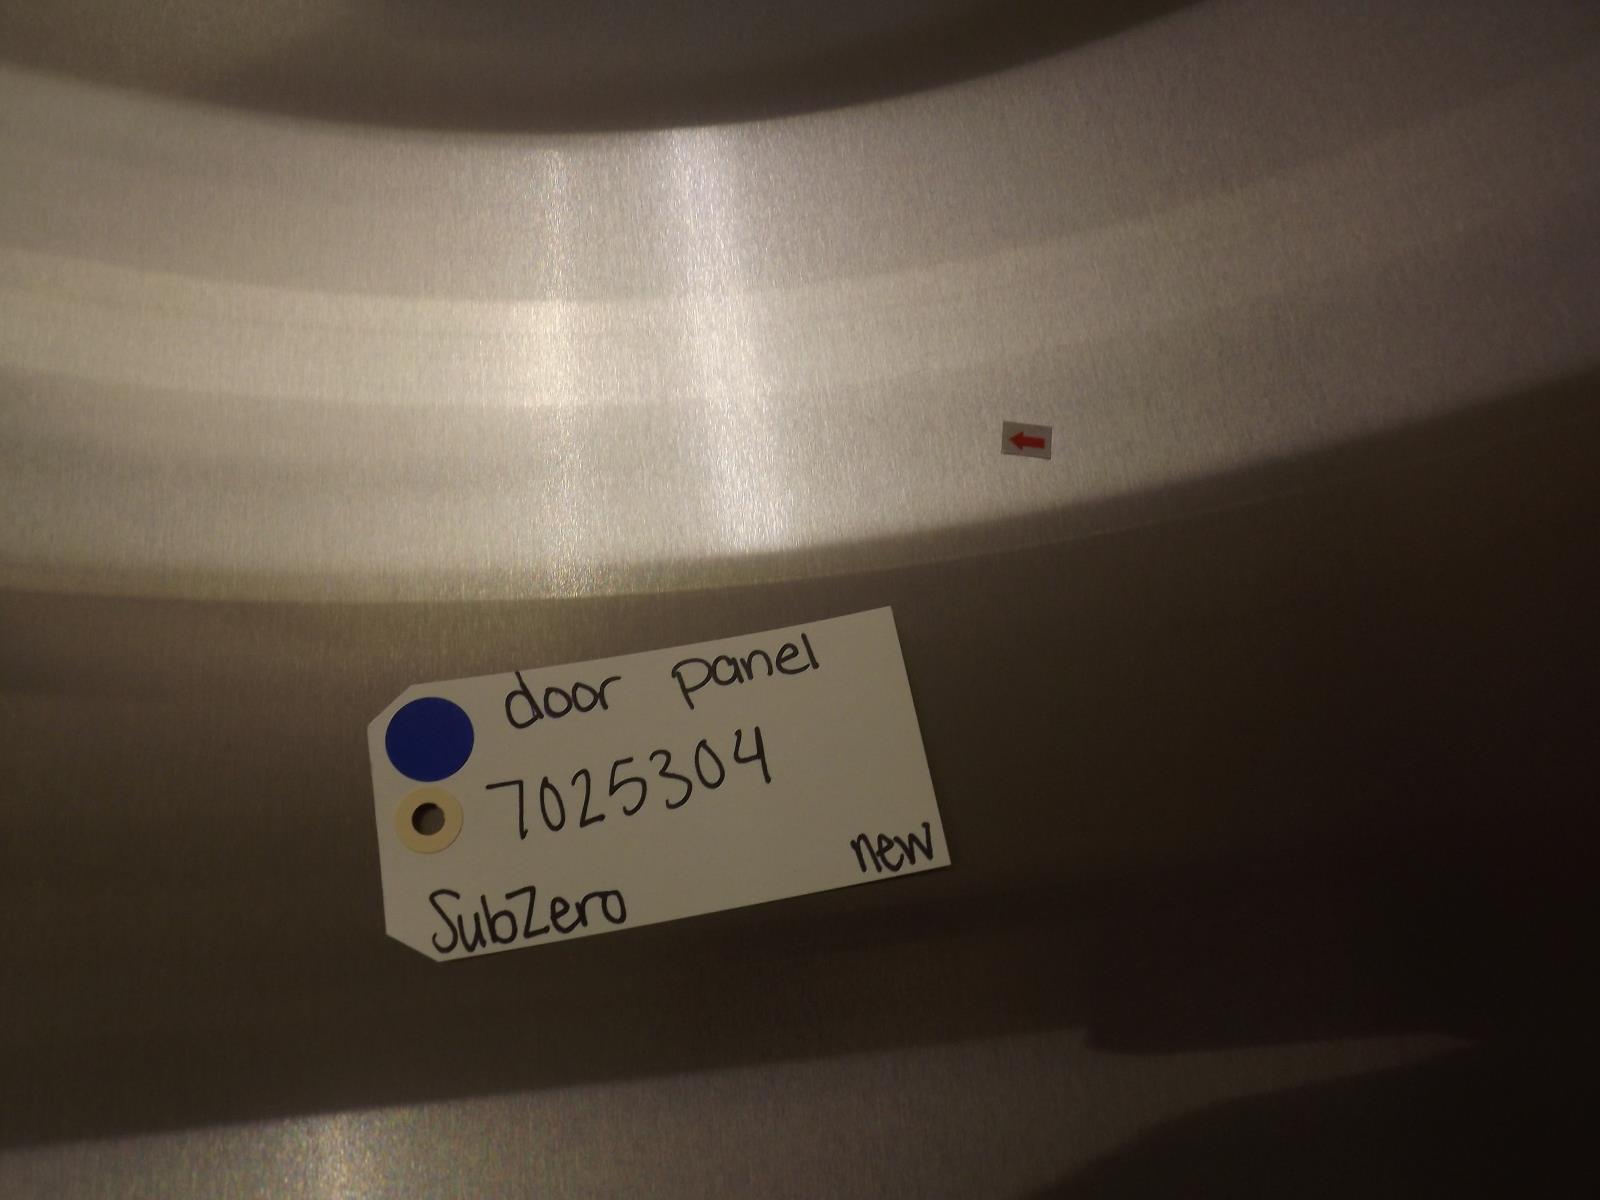 door panel
7025304
new
SubZero